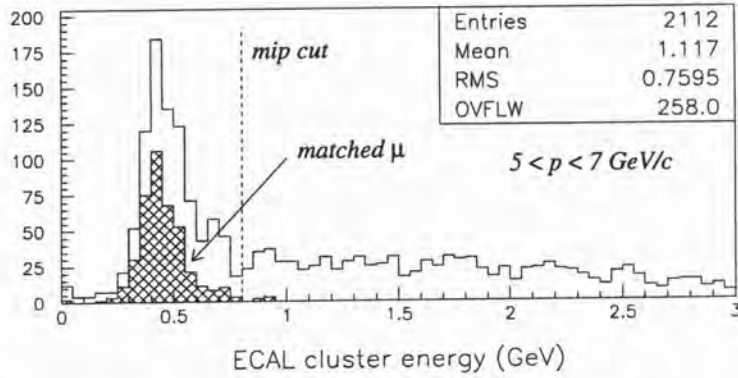 200
175
150
125
100
75
50
25
0
mip cut
matched μ
Entries 2112
Mean 1.117
RMS 0.7595
OVFLW 258.0
5 < p < 7 GeV/c
0 0.5 1 1.5 2 2.5 3
ECAL cluster energy (GeV)